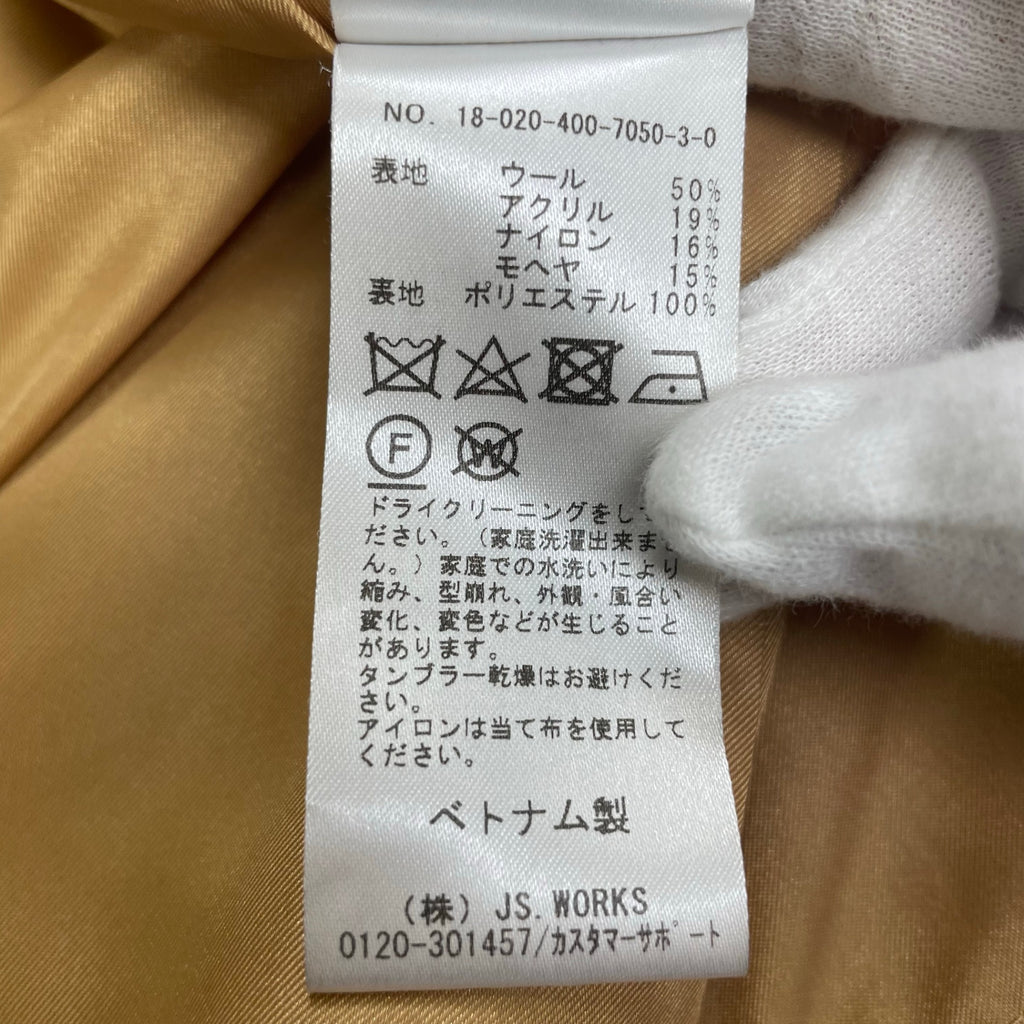 NO. 18-020-400-7050-3-0
表地 ウール 50%
アクリル 19%
ナイロン 16%
モヘヤ 15%
裏地 ポリエステル 100%
F W
ドライクリーニングをし
ださい。（家庭洗濯出来ませ
ん。）家庭での水洗いにより
縮み、型崩れ、外観・風合い
変化、変色などが生じること
があります。
タンブラー乾燥はお避けくだ
さい。
アイロンは当て布を使用して
ください。
ベトナム製
（株）JS.WORKS
0120-301457/カスタマーサポート